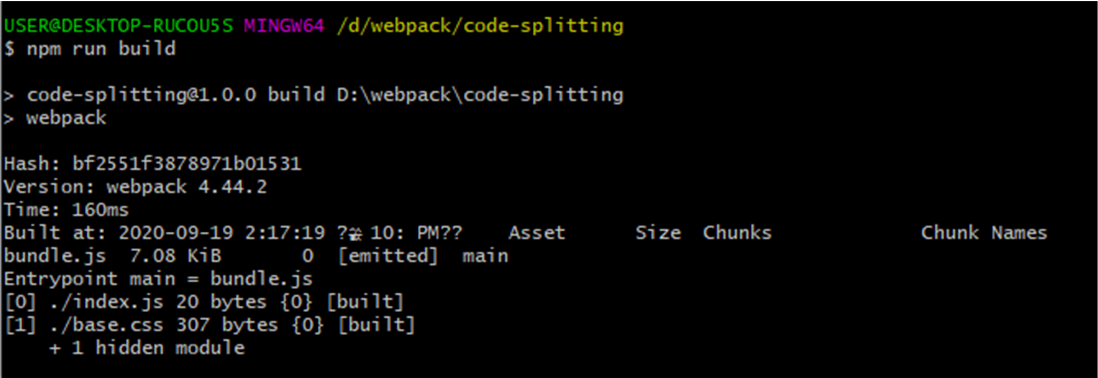 USER@DESKTOP-RUCOU5S MINGW64 /d/webpack/code-splitting
$ npm run build
> code-splitting@1.0.0 build D:\webpack\code-splitting
> webpack
Hash: bf2551f3878971b01531
Version: webpack 4.44.2
Time: 160ms
Built at: 2020-09-19 2:17:19 ? 10: PM?? Asset Size Chunks Chunk Names
bundle.js 7.08 KiB 0 [emitted] main
Entrypoint main = bundle.js
[0] ./index.js 20 bytes {0} [built]
[1] ./base.css 307 bytes {0} [built]
+ 1 hidden module